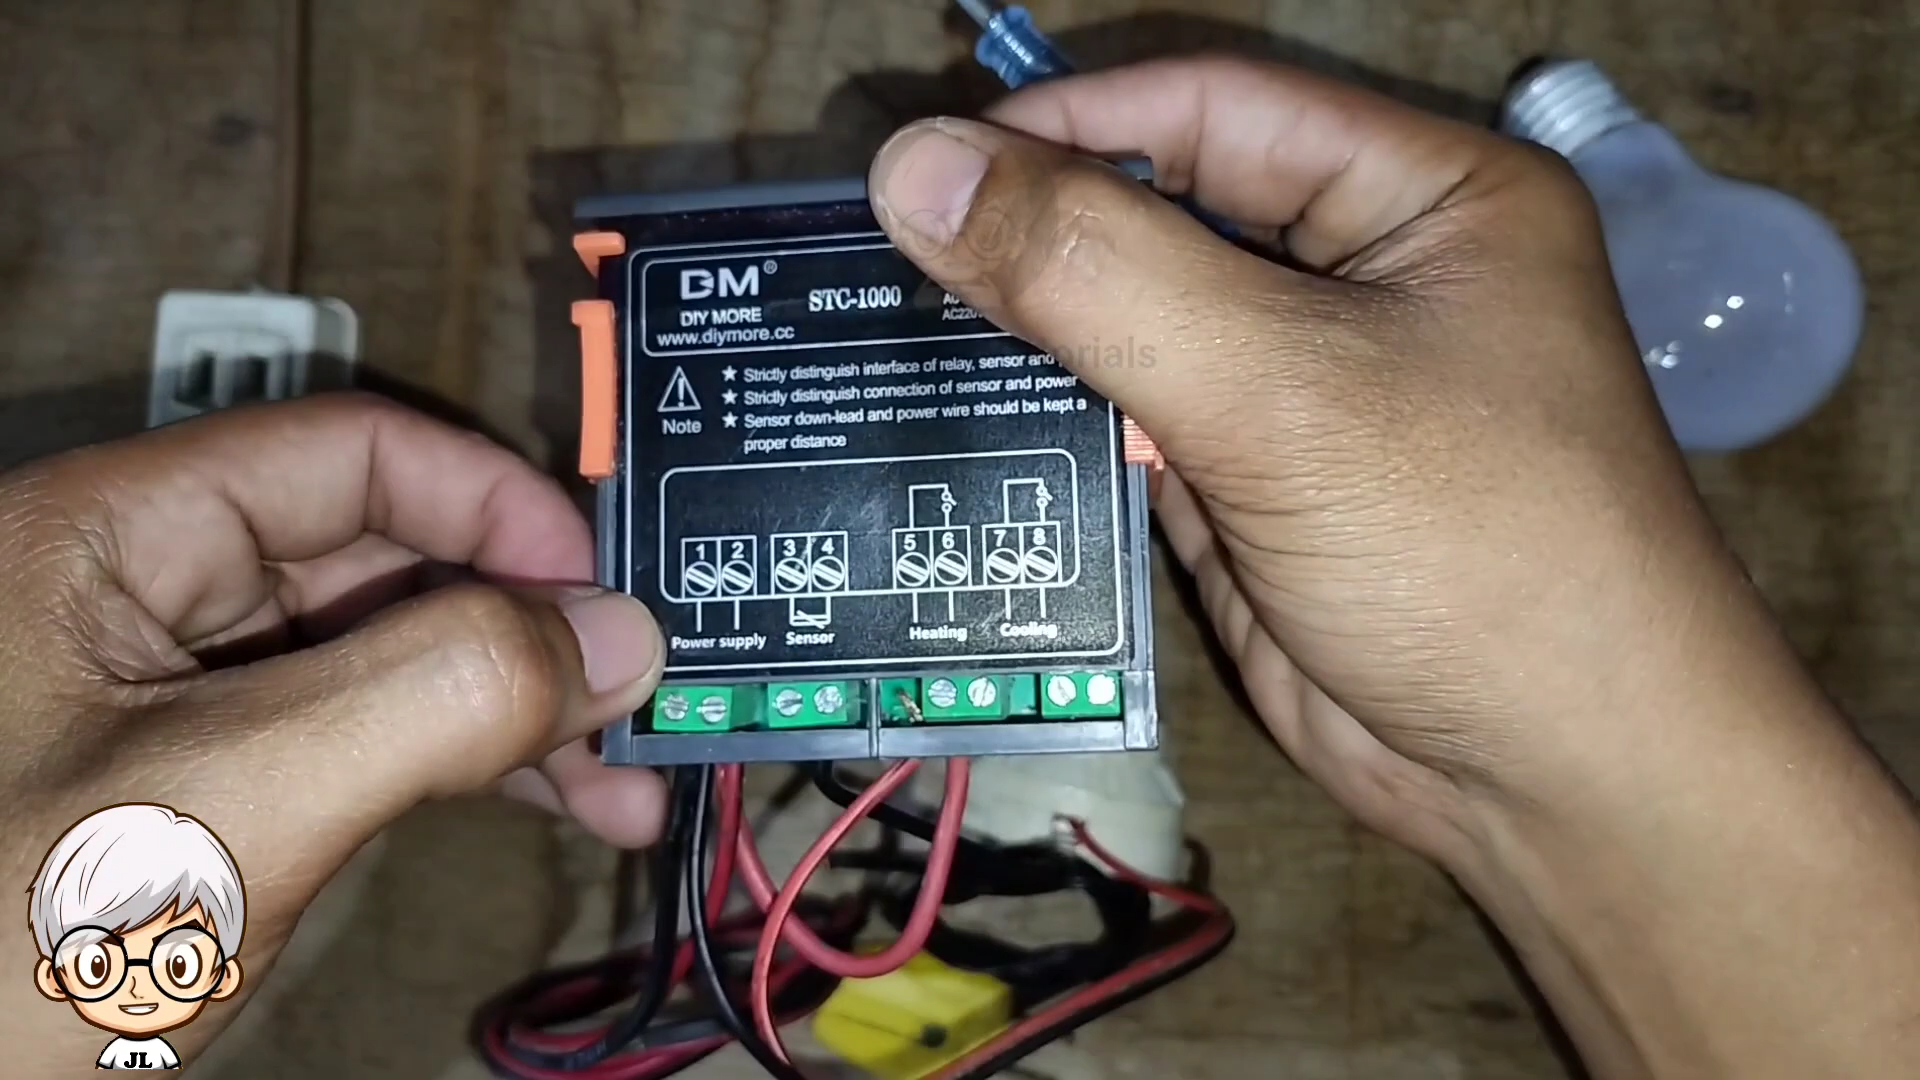 DM®
DIY MORE
www.diymore.cc
STC-1000
Note
★ Strictly distinguish interface of relay, sensor and
★ Strictly distinguish connection of sensor and power
★ Sensor down-lead and power wire should be kept a
proper distance
1 2 3 4 5 6 7 8
Power supply Sensor Heating Cooling
JL